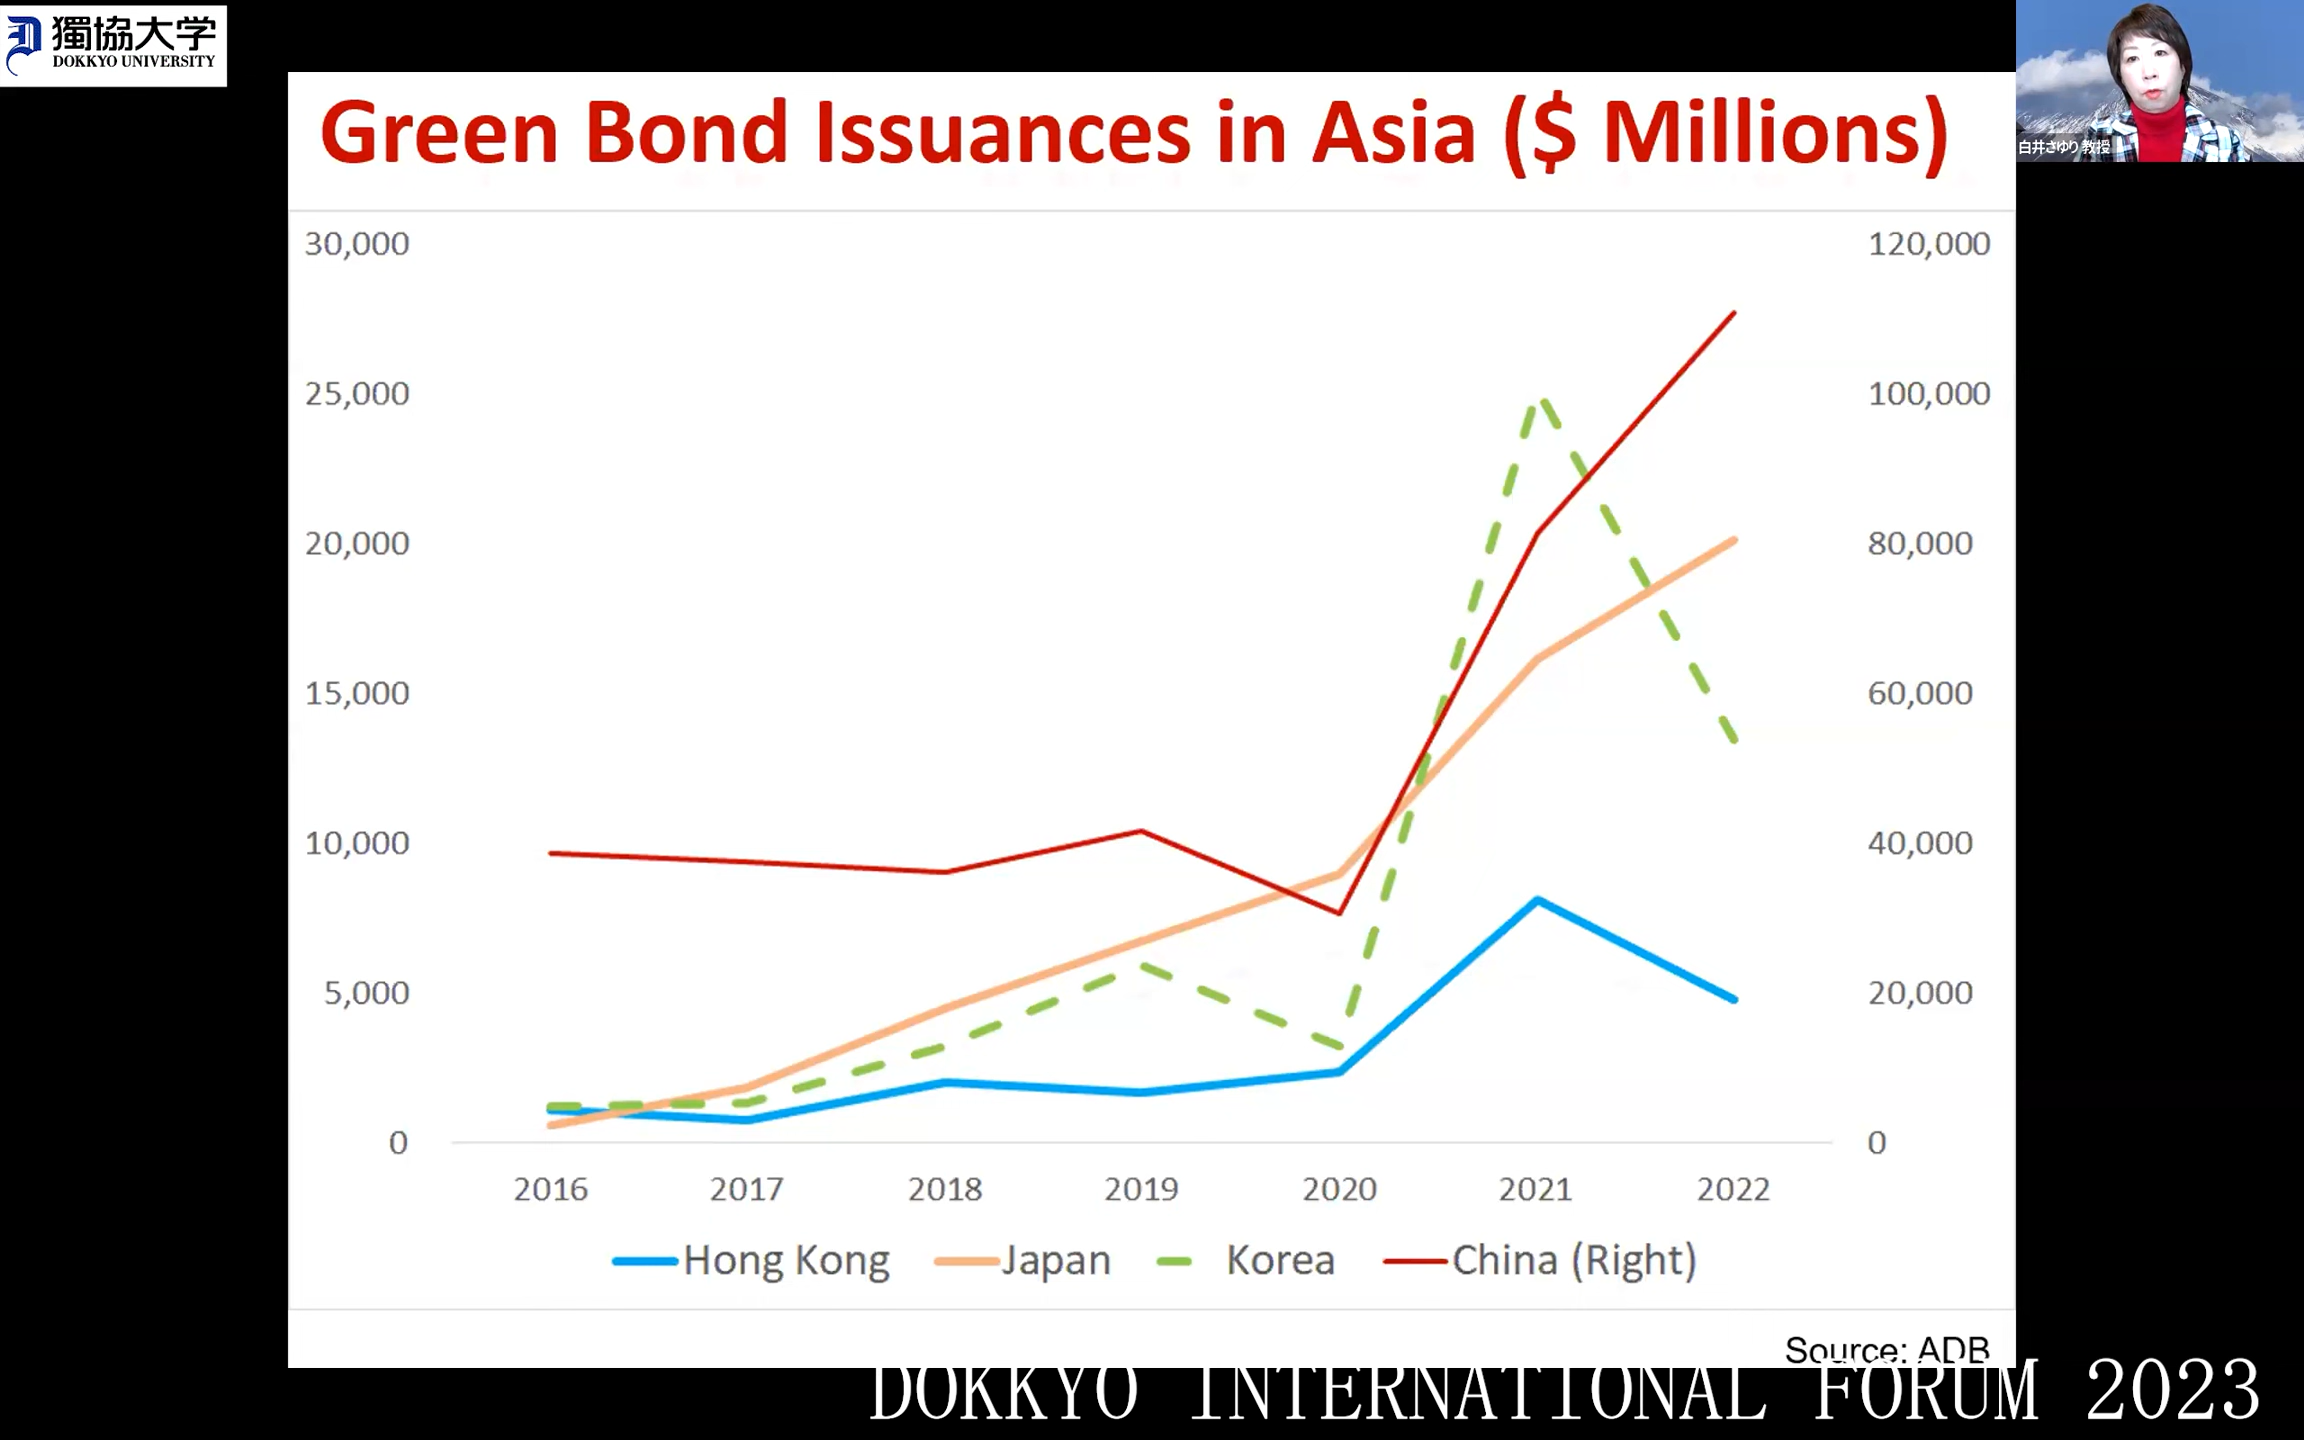 獨協大学
DOKKYO UNIVERSITY
Green Bond Issuances in Asia ($ Millions)
白井さゆり 教授
30,000
25,000
20,000
15,000
10,000
5,000
0
120,000
100,000
80,000
60,000
40,000
20,000
0
2016 2017 2018 2019 2020 2021 2022
Hong Kong Japan Korea China (Right)
Source: ADB
DOKKYO INTERNATIONAL FORUM 2023